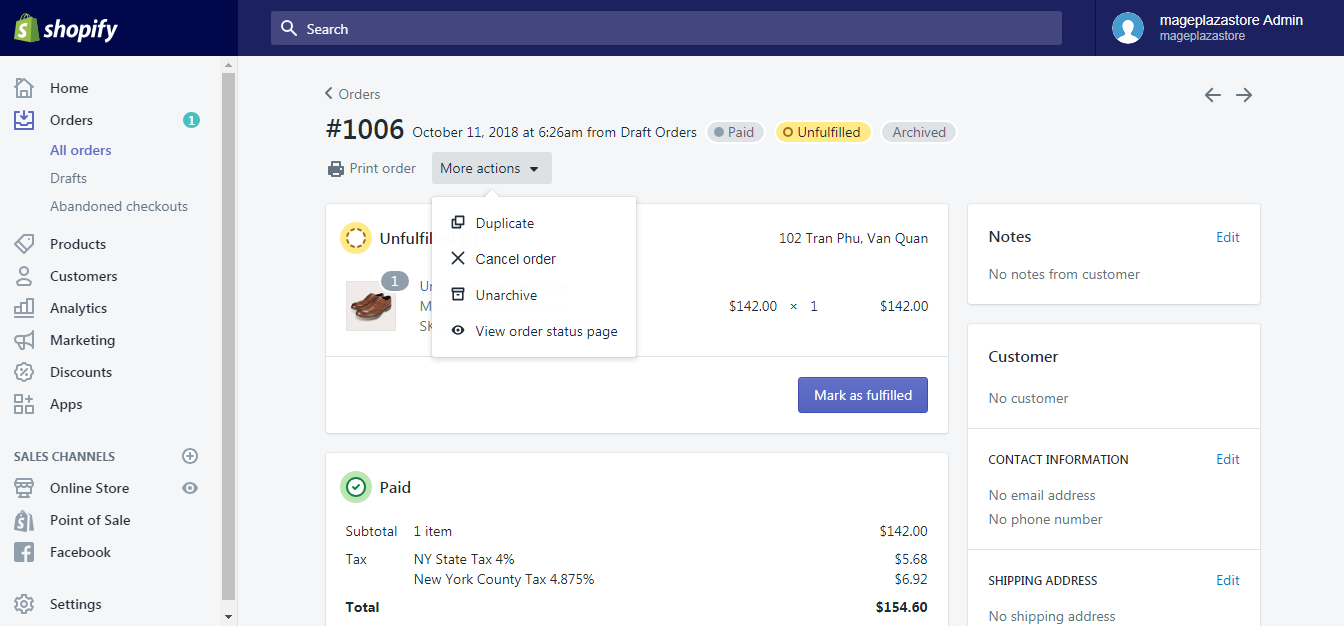 shopify
Search
mageplazastore Admin
mageplazastore
Home
Orders 1
All orders
Drafts
Abandoned checkouts
Products
Customers
Analytics
Marketing
Discounts
Apps
SALES CHANNELS
Online Store
Point of Sale
Facebook
Settings
Orders
#1006 October 11, 2018 at 6:26am from Draft Orders Paid Unfulfilled Archived
Print order More actions
Duplicate
Cancel order
Unarchive
View order status page
102 Tran Phu, Van Quan
1
$142.00 × 1 $142.00
Mark as fulfilled
Paid
Subtotal 1 item $142.00
Tax NY State Tax 4% $5.68
New York County Tax 4.875% $6.92
Total $154.60
Notes Edit
No notes from customer
Customer
No customer
CONTACT INFORMATION Edit
No email address
No phone number
SHIPPING ADDRESS Edit
No shipping address